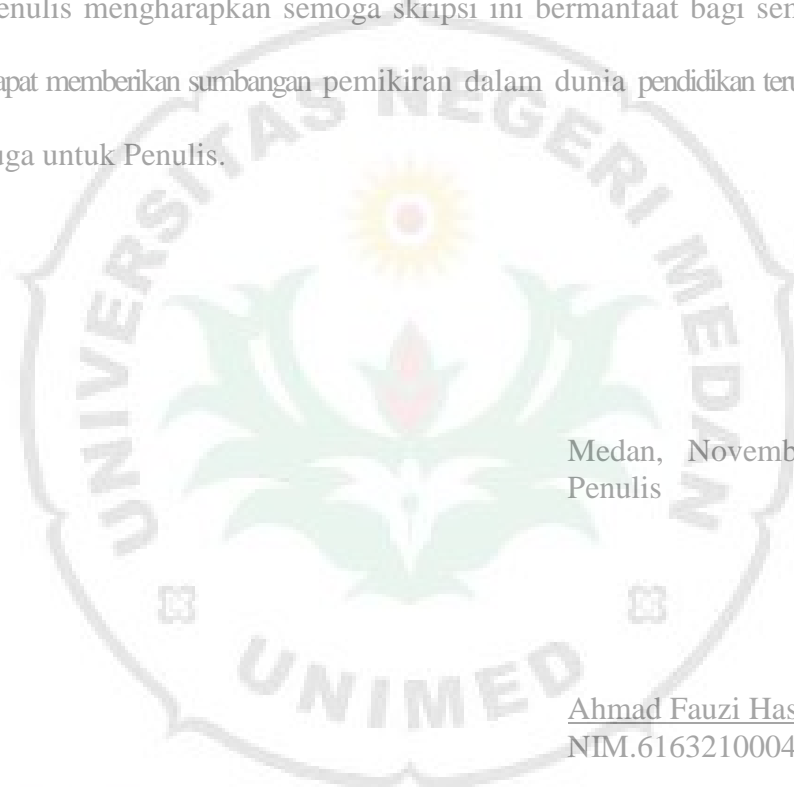 enulis mengharapkan semoga skripsi ini bermanfaat bagi sem
apat memberikan sumbangan pemikiran dalam dunia pendidikan teru
uga untuk Penulis.
UNIVERSITAS NEGERI MEDAN
Medan, Novemb
Penulis
UNIMED
Ahmad Fauzi Has
NIM.6163210004